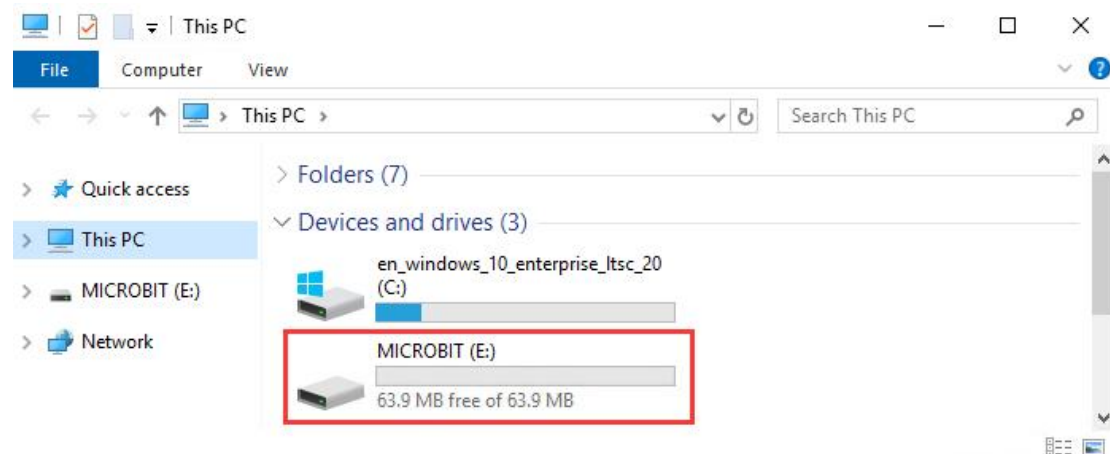 This PC
File Computer View
This PC
Search This PC
Quick access
This PC
MICROBIT (E:)
Network
Folders (7)
Devices and drives (3)
en_windows_10_enterprise_ltsc_20
(C:)
MICROBIT (E:)
63.9 MB free of 63.9 MB